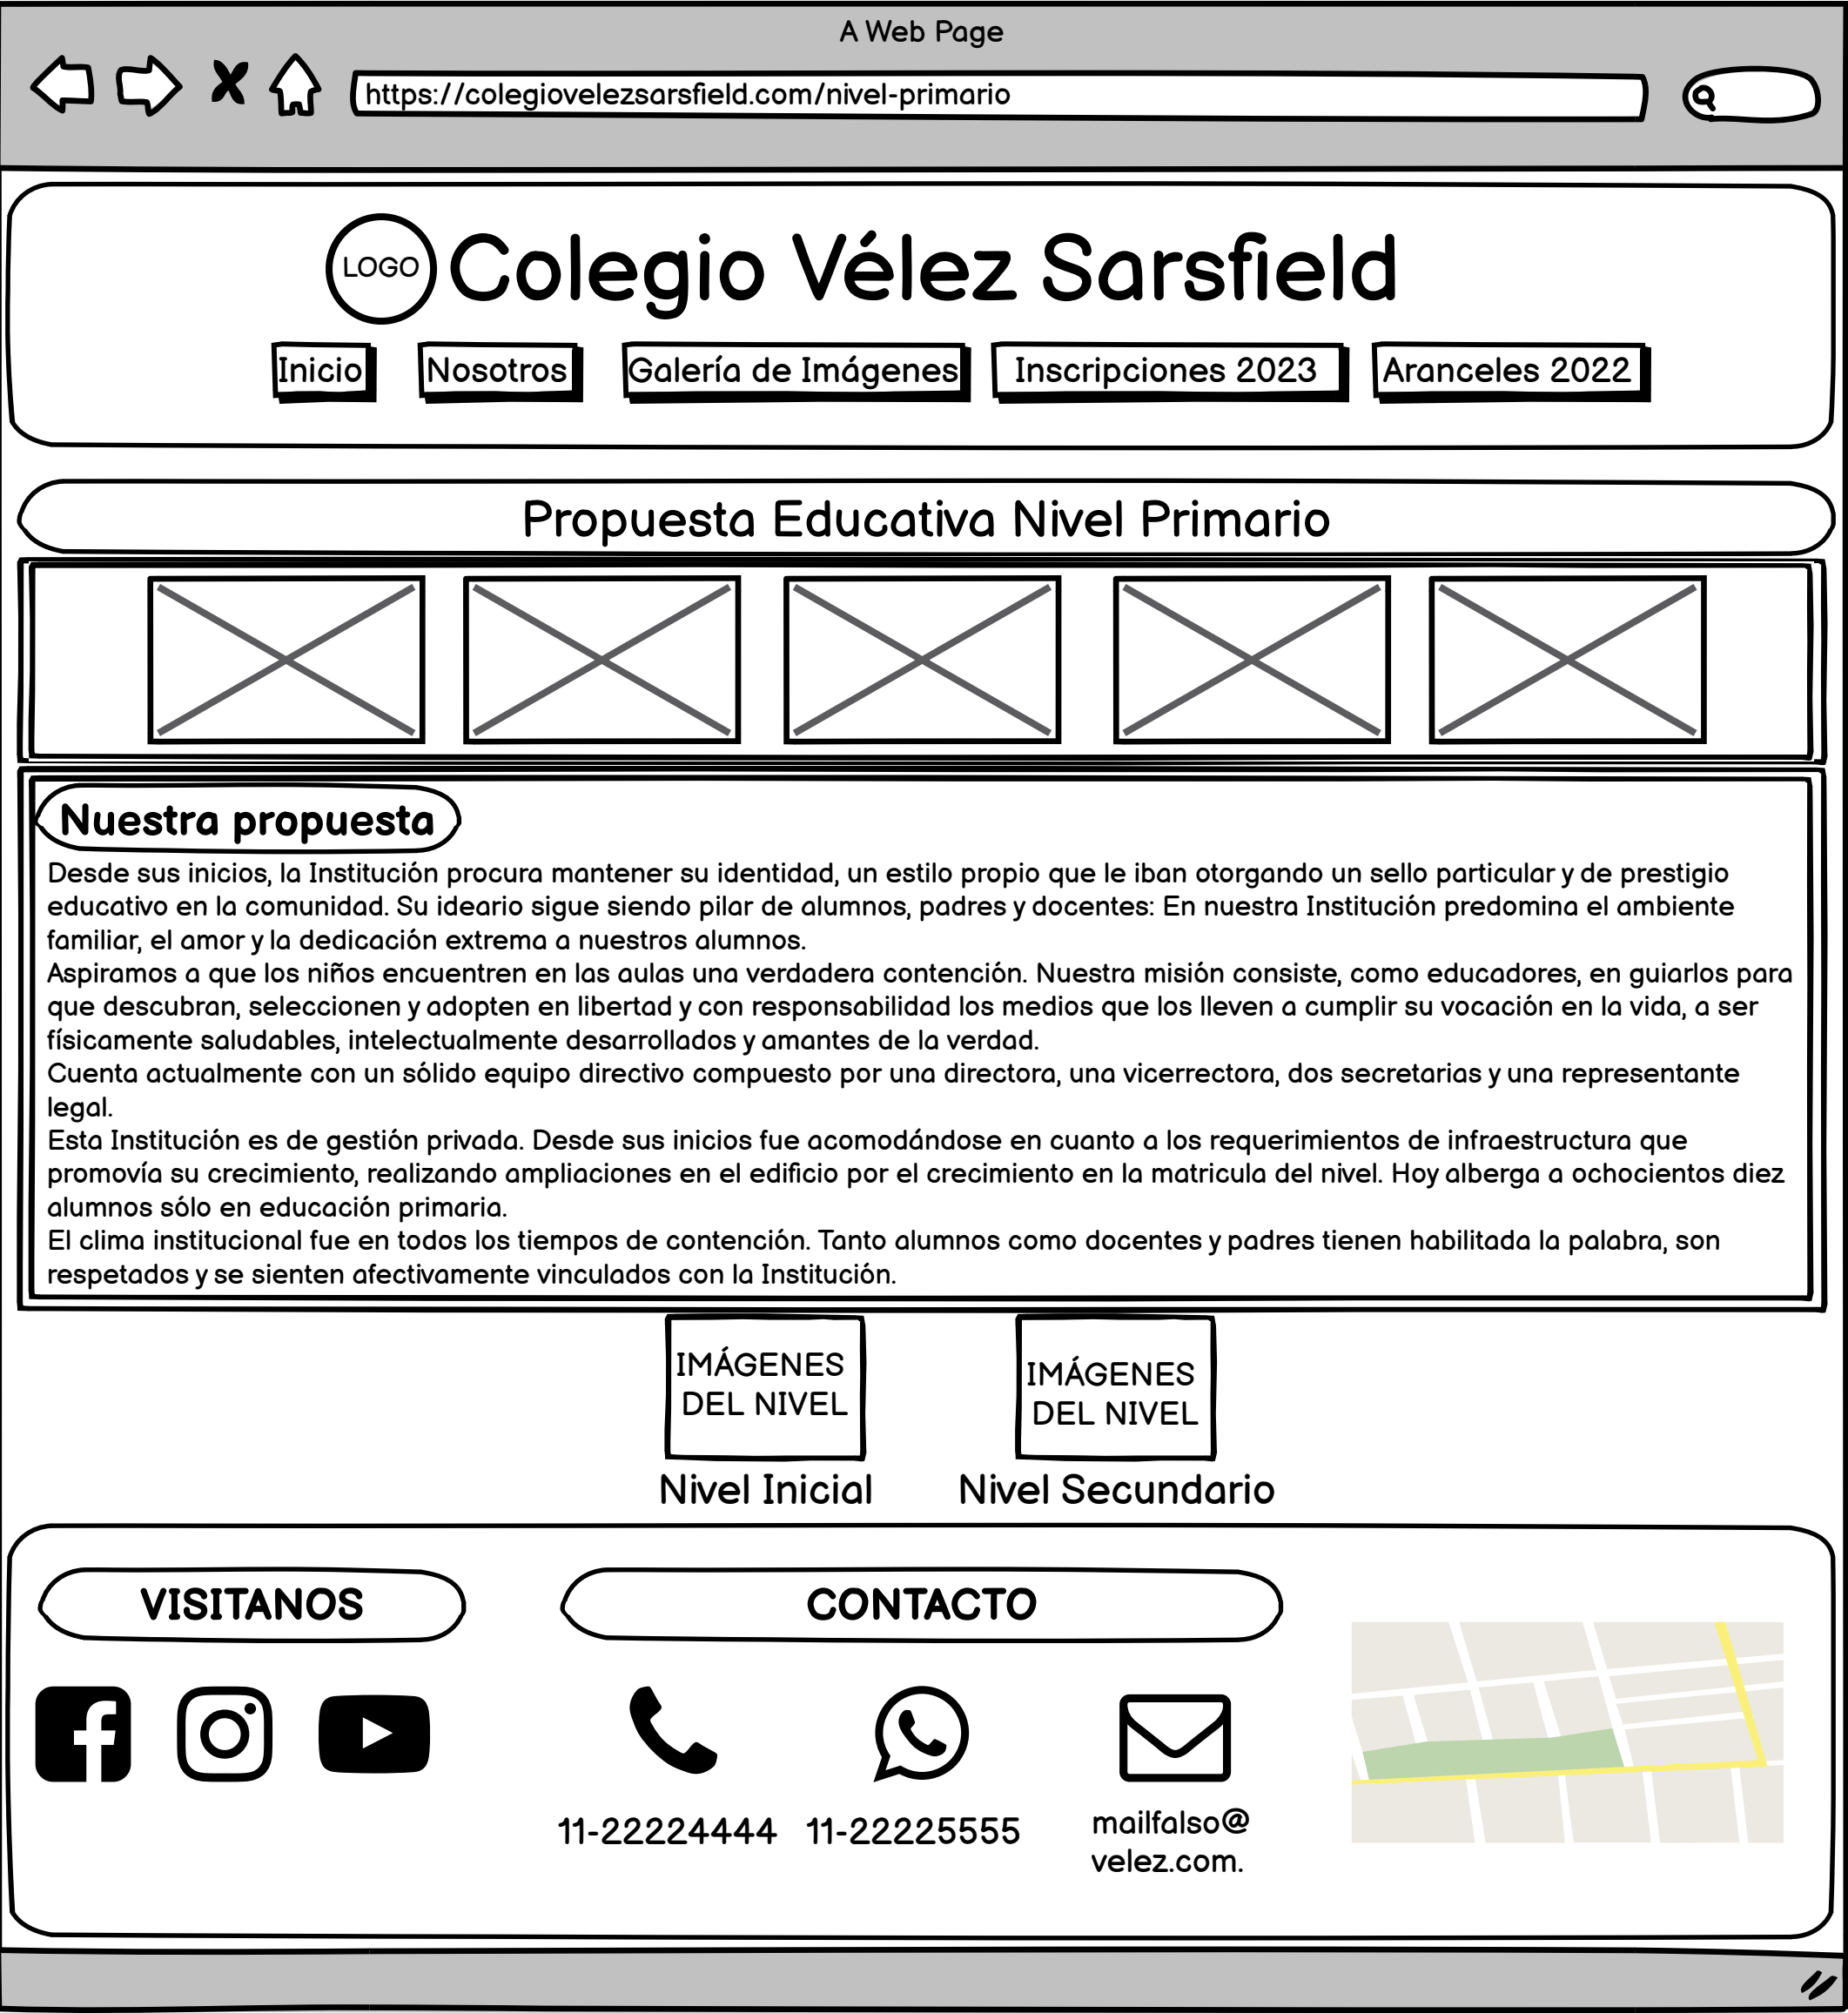 A Web Page
https://colegiovelezsarsfield.com/nivel-primario
LOGO
Colegio Vélez Sarsfield
Inicio
Nosotros
Galería de Imágenes
Inscripciones 2023
Aranceles 2022
Propuesta Educativa Nivel Primario
Nuestra propuesta
Desde sus inicios, la Institución procura mantener su identidad, un estilo propio que le iban otorgando un sello particular y de prestigio
educativo en la comunidad. Su ideario sigue siendo pilar de alumnos, padres y docentes: En nuestra Institución predomina el ambiente
familiar, el amor y la dedicación extrema a nuestros alumnos.
Aspiramos a que los niños encuentren en las aulas una verdadera contención. Nuestra misión consiste, como educadores, en guiarlos para
que descubran, seleccionen y adopten en libertad y con responsabilidad los medios que los lleven a cumplir su vocación en la vida, a ser
físicamente saludables, intelectualmente desarrollados y amantes de la verdad.
Cuenta actualmente con un sólido equipo directivo compuesto por una directora, una vicerrectora, dos secretarias y una representante
legal.
Esta Institución es de gestión privada. Desde sus inicios fue acomodándose en cuanto a los requerimientos de infraestructura que
promovía su crecimiento, realizando ampliaciones en el edificio por el crecimiento en la matricula del nivel. Hoy alberga a ochocientos diez
alumnos sólo en educación primaria.
El clima institucional fue en todos los tiempos de contención. Tanto alumnos como docentes y padres tienen habilitada la palabra, son
respetados y se sienten afectivamente vinculados con la Institución.
IMÁGENES
DEL NIVEL
Nivel Inicial
IMÁGENES
DEL NIVEL
Nivel Secundario
VISITANOS
CONTACTO
11-22224444
11-22225555
mailfalso@
velez.com.